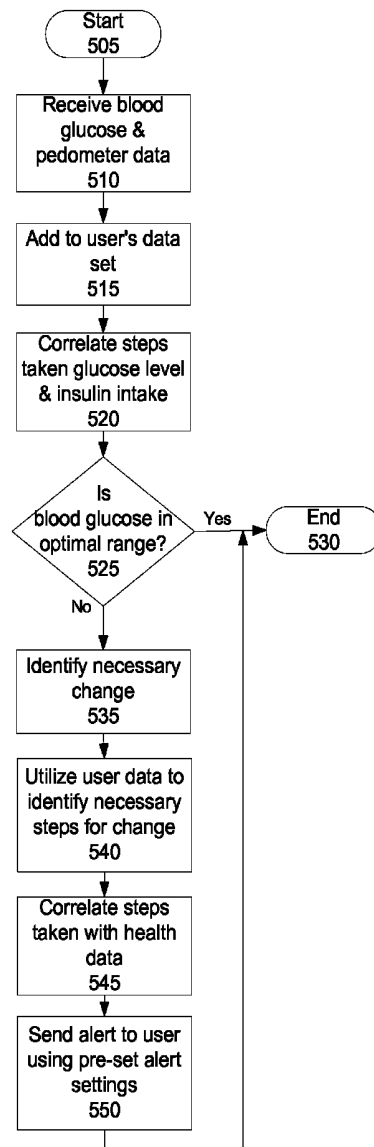 Start
505
Receive blood
glucose &
pedometer data
510
Add to user's data
set
515
Correlate steps
taken glucose level
& insulin intake
520
Is
blood glucose in
optimal range?
525
Yes
End
530
No
Identify necessary
change
535
Utilize user data to
identify necessary
steps for change
540
Correlate steps
taken with health
data
545
Send alert to user
using pre-set alert
settings
550